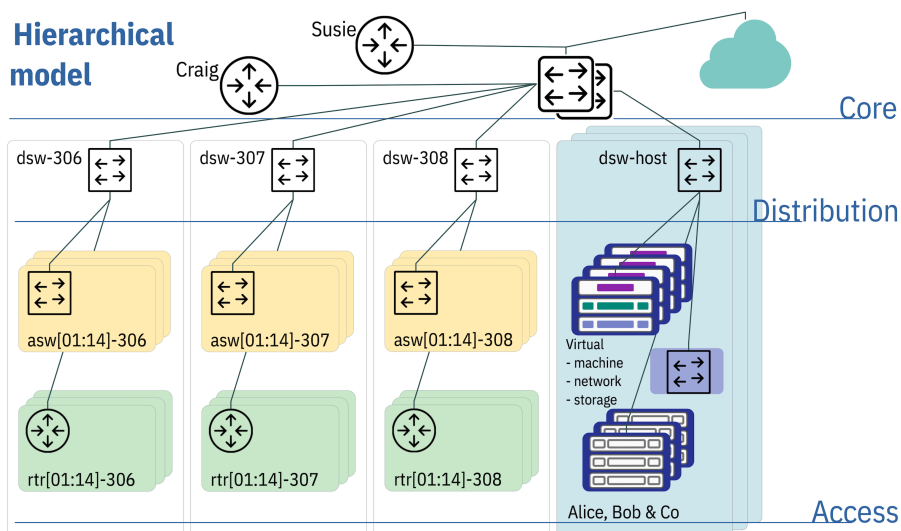 Hierarchical
model
Susie
Craig
Core
dsw-306
dsw-307
dsw-308
dsw-host
Distribution
asw[01:14]-306
asw[01:14]-307
asw[01:14]-308
Virtual
- machine
- network
- storage
rtr[01:14]-306
rtr[01:14]-307
rtr[01:14]-308
Alice, Bob & Co
Access